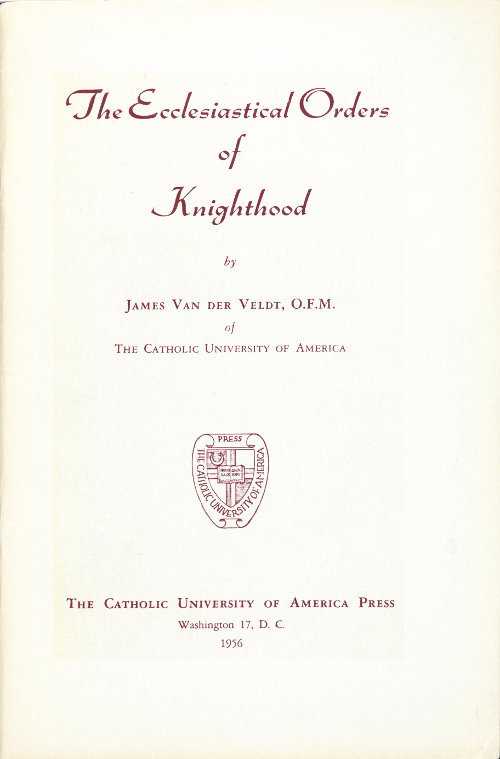 The Ecclesiastical Orders
of
Knighthood
by
JAMES VAN DER VELDT, O.F.M.
of
THE CATHOLIC UNIVERSITY OF AMERICA
PRESS
THE CATHOLIC UNIVERSITY OF AMERICA
THE CATHOLIC UNIVERSITY OF AMERICA PRESS
Washington 17, D. C.
1956